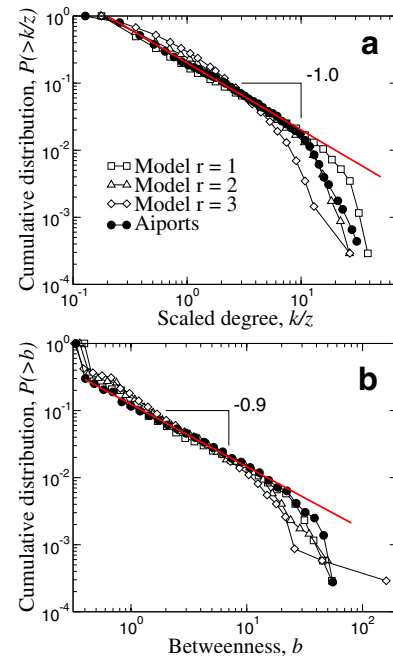 10^0
a
-1.0
10^-1
10^-2
10^-3
10^-4
Cumulative distribution, P(>k/z)
Model r = 1
Model r = 2
Model r = 3
Aiports
10^-1 10^0 10^1
Scaled degree, k/z
10^0
b
-0.9
10^-1
10^-2
10^-3
10^-4
Cumulative distribution, P(>b)
10^0 10^1 10^2
Betweenness, b